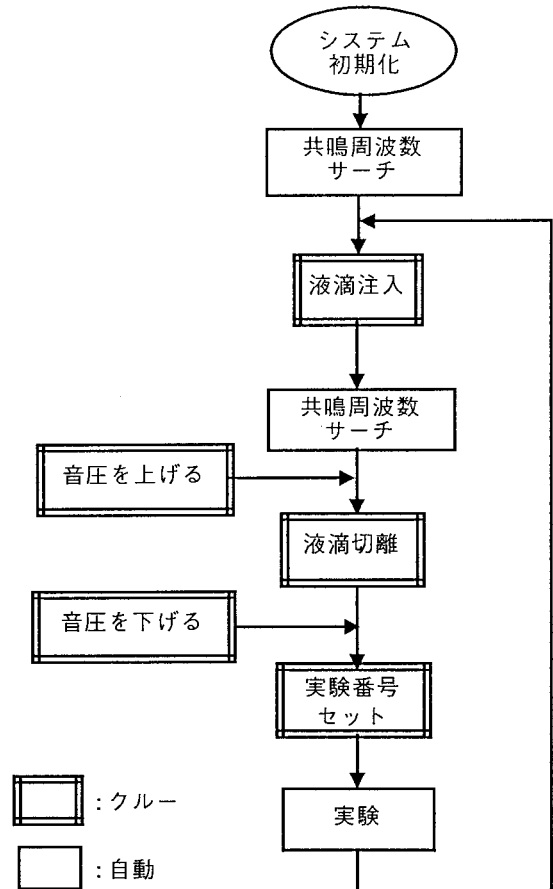 システム
初期化
共鳴周波数
サーチ
液滴注入
共鳴周波数
サーチ
音圧を上げる
液滴切離
音圧を下げる
実験番号
セット
:クルー
実験
:自動